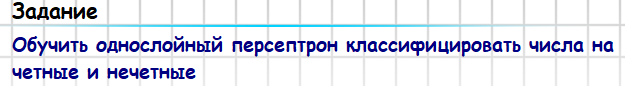 Задание
Обучить однослойный персептрон классифицировать числа на
четные и нечетные